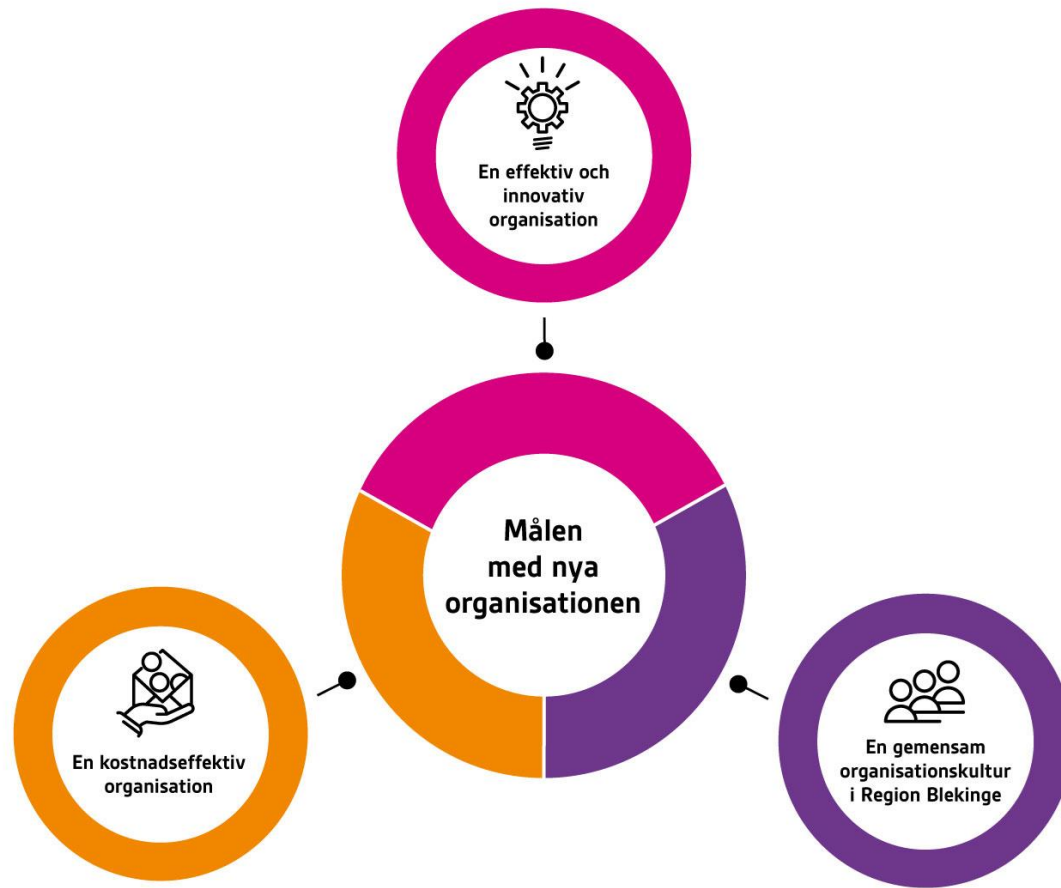 En effektiv och
innovativ
organisation
Målen
med nya
organisationen
En kostnadseffektiv
organisation
En gemensam
organisationskultur
i Region Blekinge